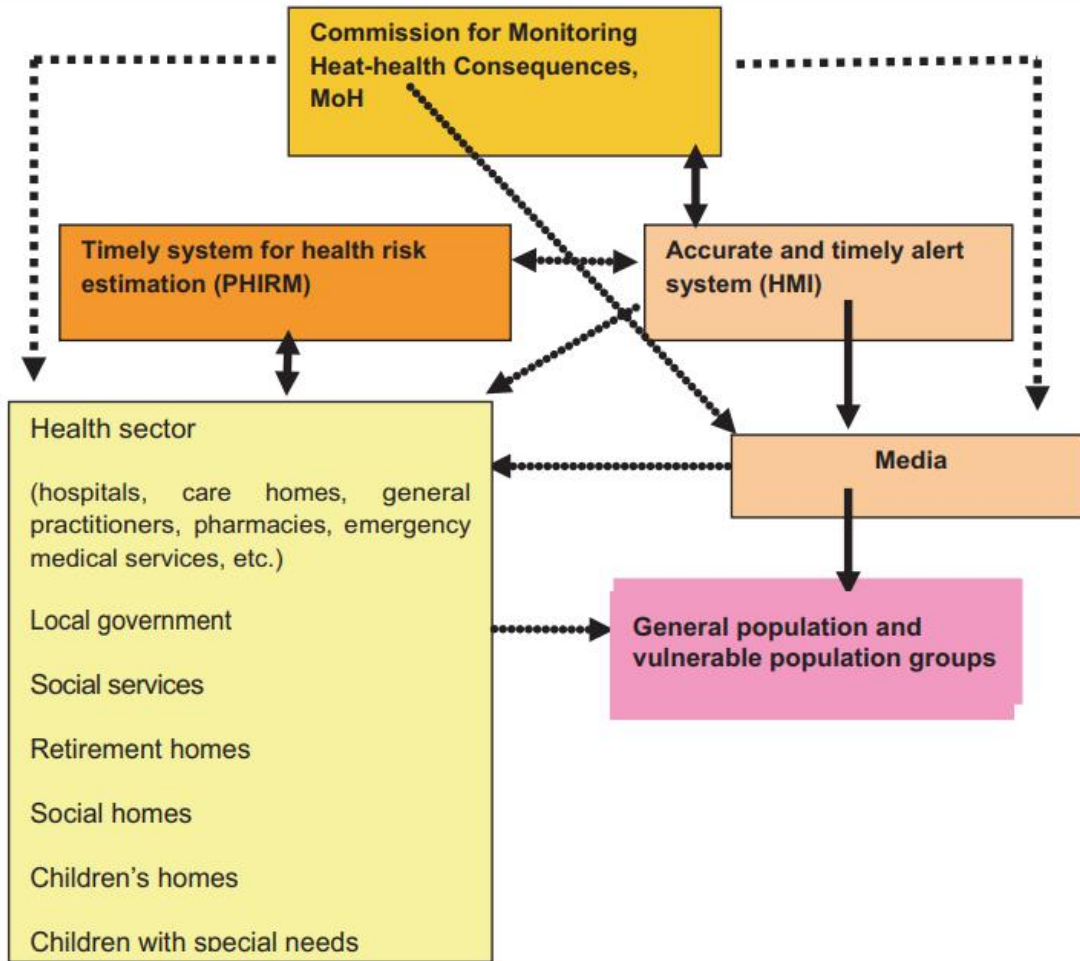 Commission for Monitoring
Heat-health Consequences,
MoH
Timely system for health risk
estimation (PHIRM)
Accurate and timely alert
system (HMI)
Health sector
(hospitals, care homes, general
practitioners, pharmacies, emergency
medical services, etc.)
Local government
Social services
Retirement homes
Social homes
Children's homes
Children with special needs
Media
General population and
vulnerable population groups